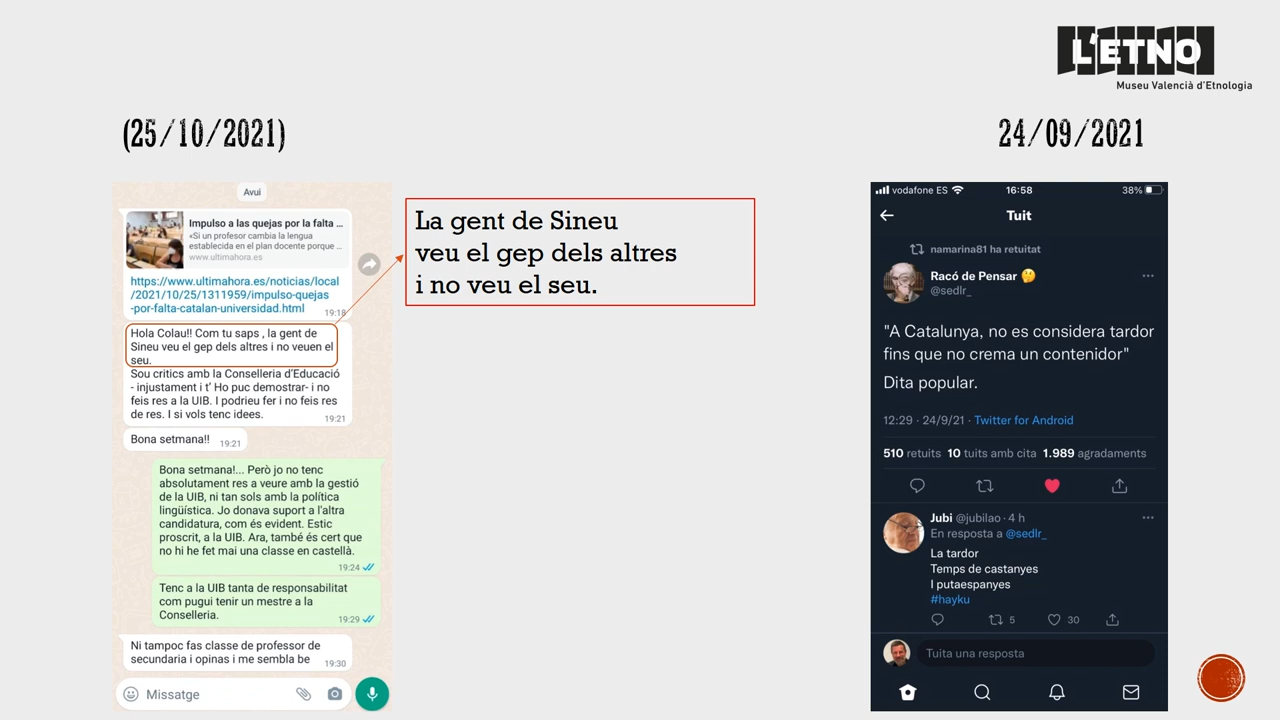 L'ETNO
Museu Valencià d'Etnologia
(25/10/2021)
24/09/2021
Avui
Impulso a las quejas por la falta ...
«Si un profesor cambia la lengua
establecida en el plan docente porque ...
www.ultimahora.es
https://www.ultimahora.es/noticias/local
/2021/10/25/1311959/impulso-quejas
-por-falta-catalan-universidad.html
19:18
Hola Colau!! Com tu saps , la gent de
Sineu veu el gep dels altres i no veuen el
seu.
Sou critics amb la Conselleria d'Educació
- injustament i t' Ho puc demostrar- i no
feis res a la UIB. I podrieu fer i no feis res
de res. I si vols tenc idees.
19:21
Bona setmana!!
19:21
Bona setmana!... Però jo no tenc
absolutament res a veure amb la gestió
de la UIB, ni tan sols amb la política
lingüística. Jo donava suport a l'altra
candidatura, com és evident. Estic
proscrit, a la UIB. Ara, també és cert que
no hi he fet mai una classe en castellà.
19:24
Tenc a la UIB tanta de responsabilitat
com pugui tenir un mestre a la
Conselleria.
19:29
Ni tampoc fas classe de professor de
secundaria i opinas i me sembla be
19:30
Missatge
La gent de Sineu
veu el gep dels altres
i no veu el seu.
vodafone ES 16:58 38%
Tuit
namarina81 ha retuitat
Racó de Pensar
@sedlr_
"A Catalunya, no es considera tardor
fins que no crema un contenidor"
Dita popular.
12:29 · 24/9/21 · Twitter for Android
510 retuits 10 tuits amb cita 1.989 agradaments
Jubi @jubilao · 4 h
En resposta a @sedlr_
La tardor
Temps de castanyes
I putaespanyes
#hayku
5 30
Tuita una resposta